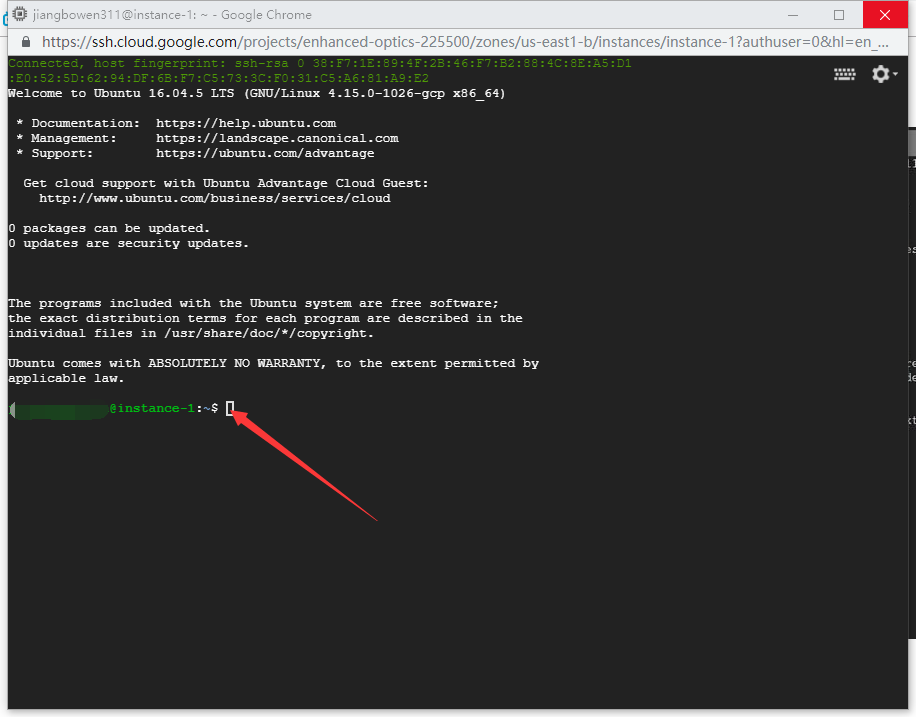 jiangbowen311@instance-1: ~ - Google Chrome
https://ssh.cloud.google.com/projects/enhanced-optics-225500/zones/us-east1-b/instances/instance-1?authuser=0&hl=en_...
Connected, host fingerprint: ssh-rsa 0 38:F7:1E:89:4F:2B:46:F7:B2:88:4C:8E:A5:D1
:E0:52:5D:62:94:DF:6B:F7:C5:73:3C:F0:31:C5:A6:81:A9:E2
Welcome to Ubuntu 16.04.5 LTS (GNU/Linux 4.15.0-1026-gcp x86_64)
* Documentation:  https://help.ubuntu.com
* Management:     https://landscape.canonical.com
* Support:        https://ubuntu.com/advantage
Get cloud support with Ubuntu Advantage Cloud Guest:
http://www.ubuntu.com/business/services/cloud
0 packages can be updated.
0 updates are security updates.
The programs included with the Ubuntu system are free software;
the exact distribution terms for each program are described in the
individual files in /usr/share/doc/*/copyright.
Ubuntu comes with ABSOLUTELY NO WARRANTY, to the extent permitted by
applicable law.
@instance-1:~$